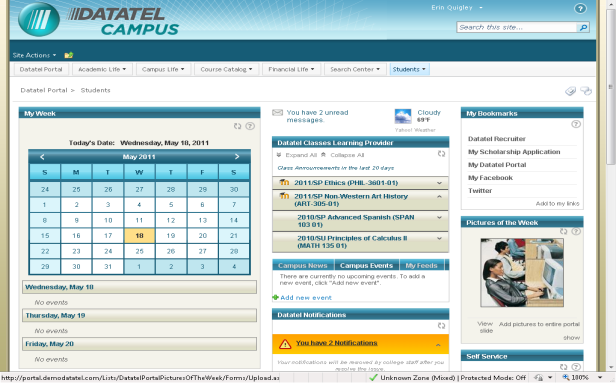 Erin Quigley
DATATEL
CAMPUS
Search this site...
Site Actions
Datatel Portal
Academic Life
Campus Life
Course Catalog
Financial Life
Search Center
Students
Datatel Portal > Students
My Week
Today's Date: Wednesday, May 18, 2011
< May 2011 >
S M T W T F S
24 25 26 27 28 29 30
1 2 3 4 5 6 7
8 9 10 11 12 13 14
15 16 17 18 19 20 21
22 23 24 25 26 27 28
29 30 31 1 2 3 4
Wednesday, May 18
No events
Thursday, May 19
No events
Friday, May 20
No events
You have 2 unread
messages.
Cloudy
69°F
Yahoo! Weather
Datatel Classes Learning Provider
Expand All
Collapse All
Class Announcements in the last 20 days
2011/SP Ethics (PHIL-3601-01)
2011/SP Non-Western Art History
(ART-305-01)
2010/SP Advanced Spanish (SPAN
103 01)
2010/SU Principles of Calculus II
(MATH 135 01)
Campus News
Campus Events
My Feeds
There are currently no upcoming events. To add a
new event, click "Add new event".
Add new event
Datatel Notifications
You have 2 Notifications
Your notifications will be removed by college staff after you
resolve the issue.
My Bookmarks
Datatel Recruiter
My Scholarship Application
My Datatel Portal
My Facebook
Twitter
Add to my links
Pictures of the Week
View
slide
Add pictures to entire portal
show
Self Service
http://portal.demodatatel.com/Lists/DatatelPortalPicturesOfTheWeek/Forms/Upload.as
Unknown Zone (Mixed) | Protected Mode: Off
100%